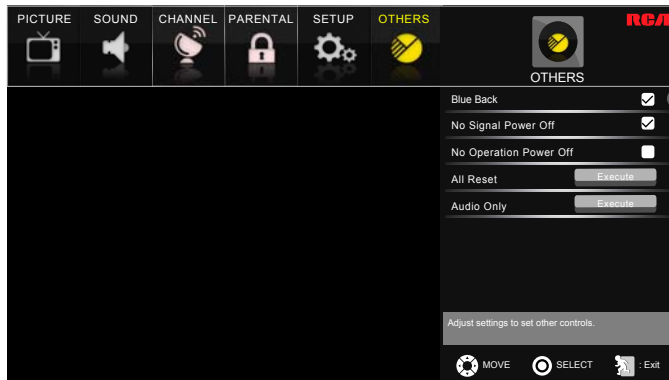 PICTURE SOUND CHANNEL PARENTAL SETUP OTHERS
RCA
OTHERS
Blue Back
No Signal Power Off
No Operation Power Off
All Reset Execute
Audio Only Execute
Adjust settings to set other controls.
MOVE SELECT : Exit